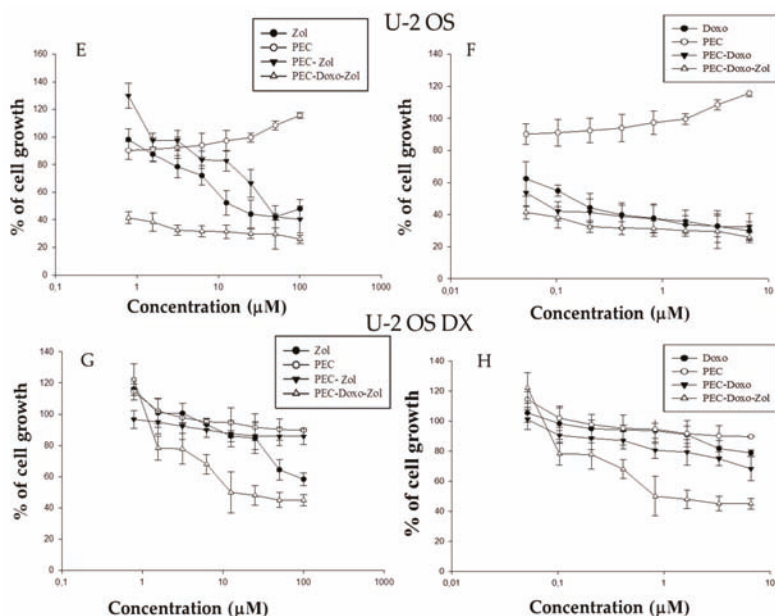 U-2 OS
E
Zol
PEC
PEC- Zol
PEC-Doxo-Zol
% of cell growth
160
140
120
100
80
60
40
20
0
0,1
1
10
100
1000
Concentration (µM)
F
Doxo
PEC
PEC-Doxo
PEC-Doxo-Zol
% of cell growth
140
120
100
80
60
40
20
0
0,01
0,1
1
10
Concentration (µM)
U-2 OS DX
G
Zol
PEC
PEC- Zol
PEC-Doxo-Zol
% of cell growth
140
120
100
80
60
40
20
0
0,1
1
10
100
1000
Concentration (µM)
H
Doxo
PEC
PEC-Doxo
PEC-Doxo-Zol
% of cell growth
140
120
100
80
60
40
20
0
0,01
0,1
1
10
Concentration (µM)